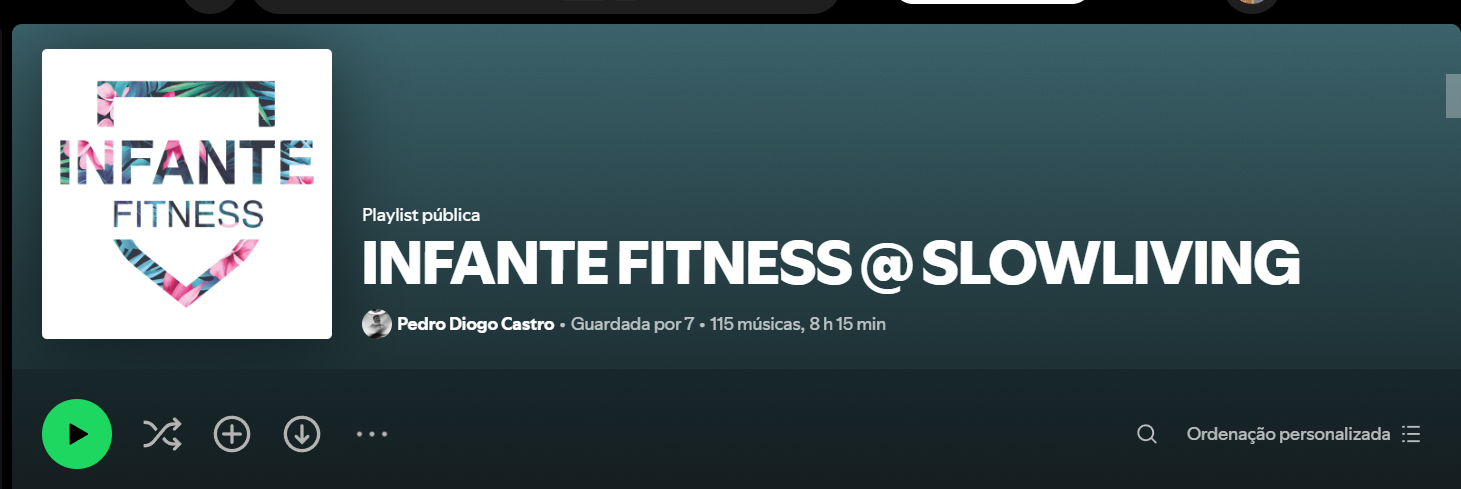 INFANTE
FITNESS
Playlist pública
INFANTE FITNESS @ SLOWLIVING
Pedro Diogo Castro • Guardada por 7 • 115 músicas, 8 h 15 min
Ordenação personalizada